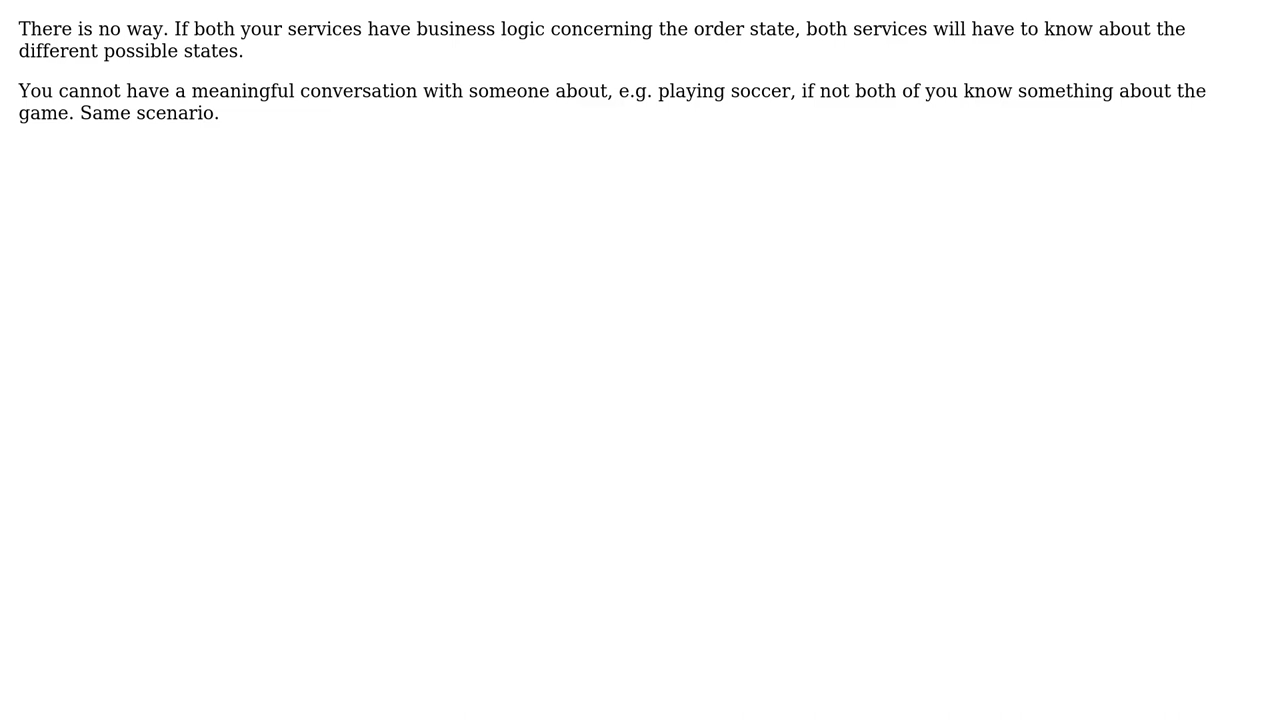 There is no way. If both your services have business logic concerning the order state, both services will have to know about the
different possible states.
You cannot have a meaningful conversation with someone about, e.g. playing soccer, if not both of you know something about the
game. Same scenario.